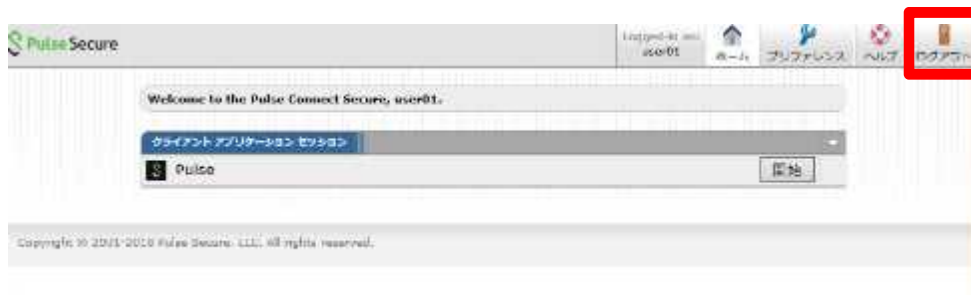 Pulse Secure
Logged-in as:
user01
ホーム
プリファレンス
ヘルプ
ログアウト
Welcome to the Pulse Connect Secure, user01.
クライアント アプリケーション セッション
Pulse
開始
Copyright © 2001-2018 Pulse Secure, LLC. All rights reserved.